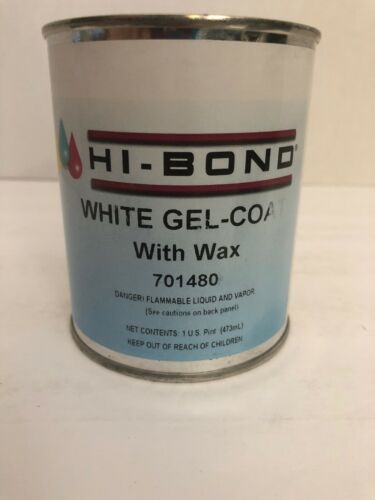 HI-BOND®
WHITE GEL-COAT
With Wax
701480
DANGER! FLAMMABLE LIQUID AND VAPOR
(See cautions on back panel)
NET CONTENTS: 1 U.S. Pint (473mL)
KEEP OUT OF REACH OF CHILDREN